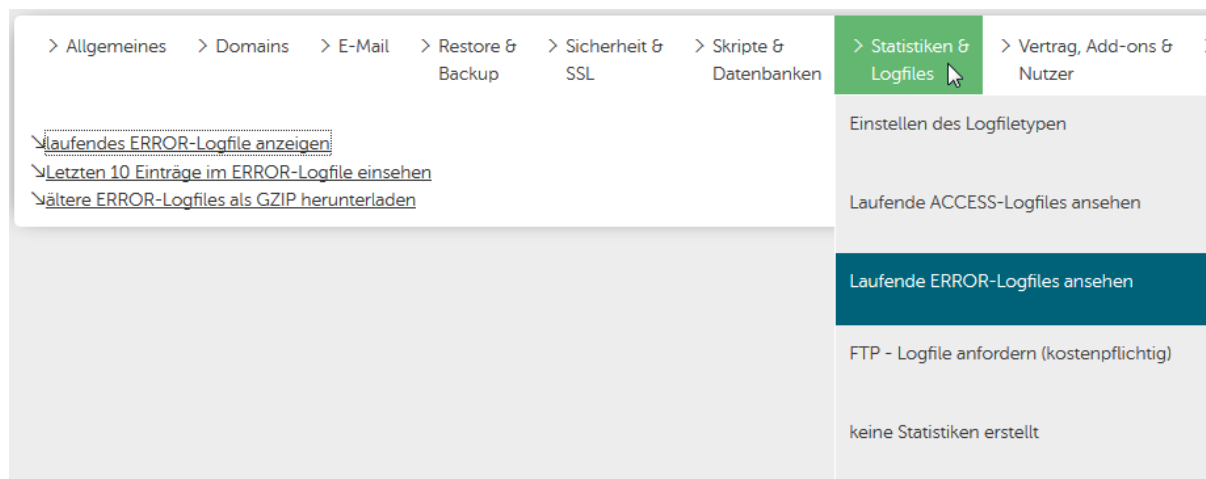 > Allgemeines > Domains > E-Mail > Restore & > Sicherheit & > Skripte & > Statistiken & > Vertrag, Add-ons &
Backup SSL Datenbanken Logfiles Nutzer
laufendes ERROR-Logfile anzeigen
Letzten 10 Einträge im ERROR-Logfile einsehen
ältere ERROR-Logfiles als GZIP herunterladen
Einstellen des Logfiletypen
Laufende ACCESS-Logfiles ansehen
Laufende ERROR-Logfiles ansehen
FTP - Logfile anfordern (kostenpflichtig)
keine Statistiken erstellt